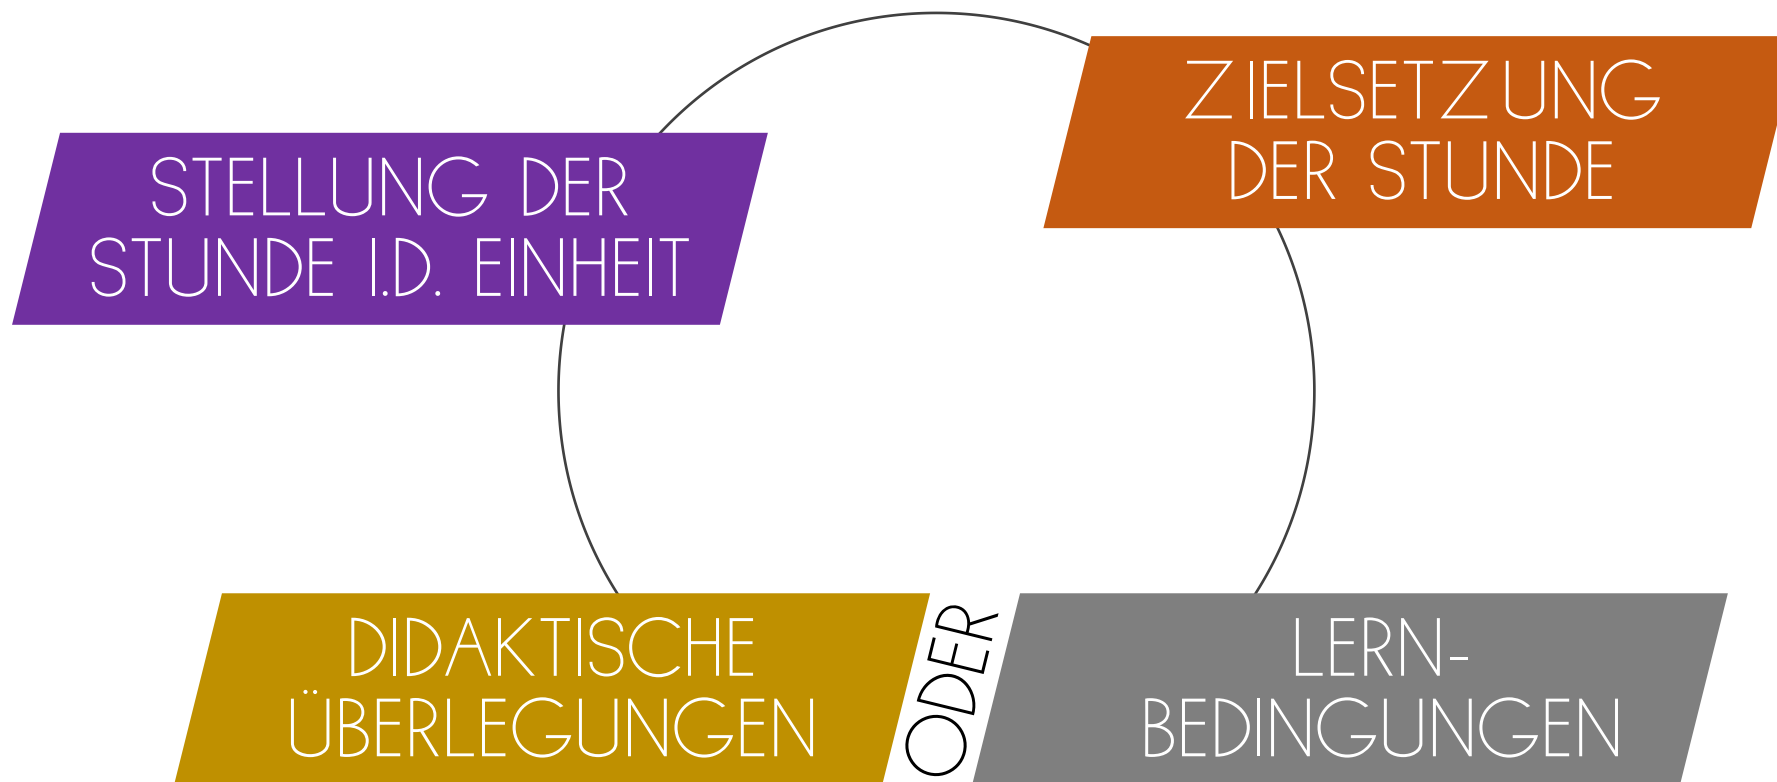 ZIELSETZUNG
DER STUNDE
STELLUNG DER
STUNDE I.D. EINHEIT
DIDAKTISCHE
ÜBERLEGUNGEN
ODER
LERN-
BEDINGUNGEN